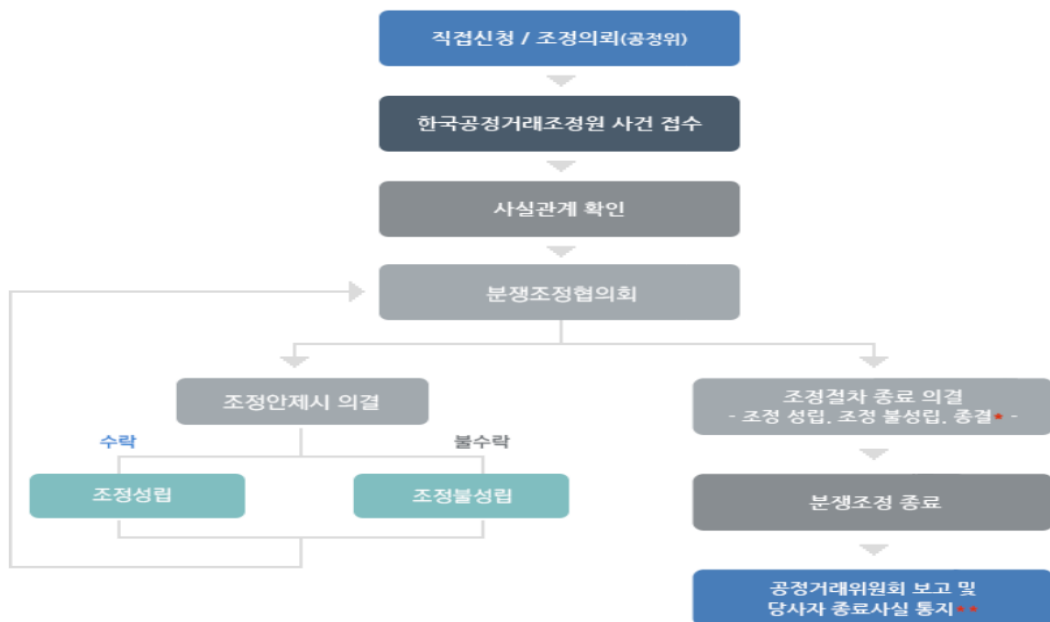 직접신청 / 조정의뢰(공정위)
한국공정거래조정원 사건 접수
사실관계 확인
분쟁조정협의회
조정안제시 의결
수락
불수락
조정성립
조정불성립
조정절차 종료 의결
- 조정 성립, 조정 불성립, 종결* -
분쟁조정 종료
공정거래위원회 보고 및
당사자 종료사실 통지**